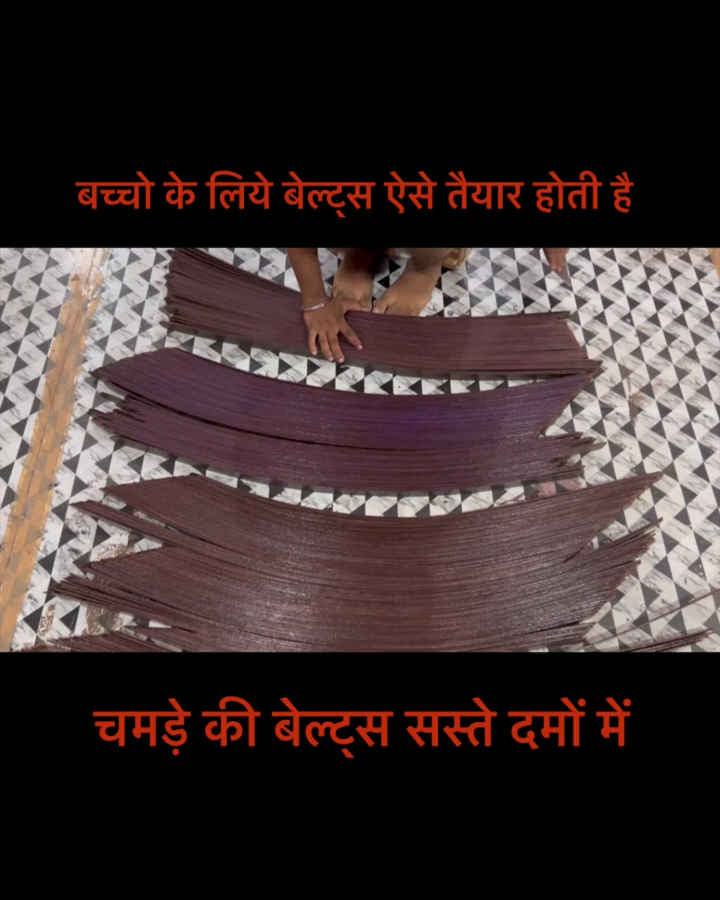 बच्चो के लिये बेल्ट्स ऐसे तैयार होती है
चमड़े की बेल्ट्स सस्ते दमों में